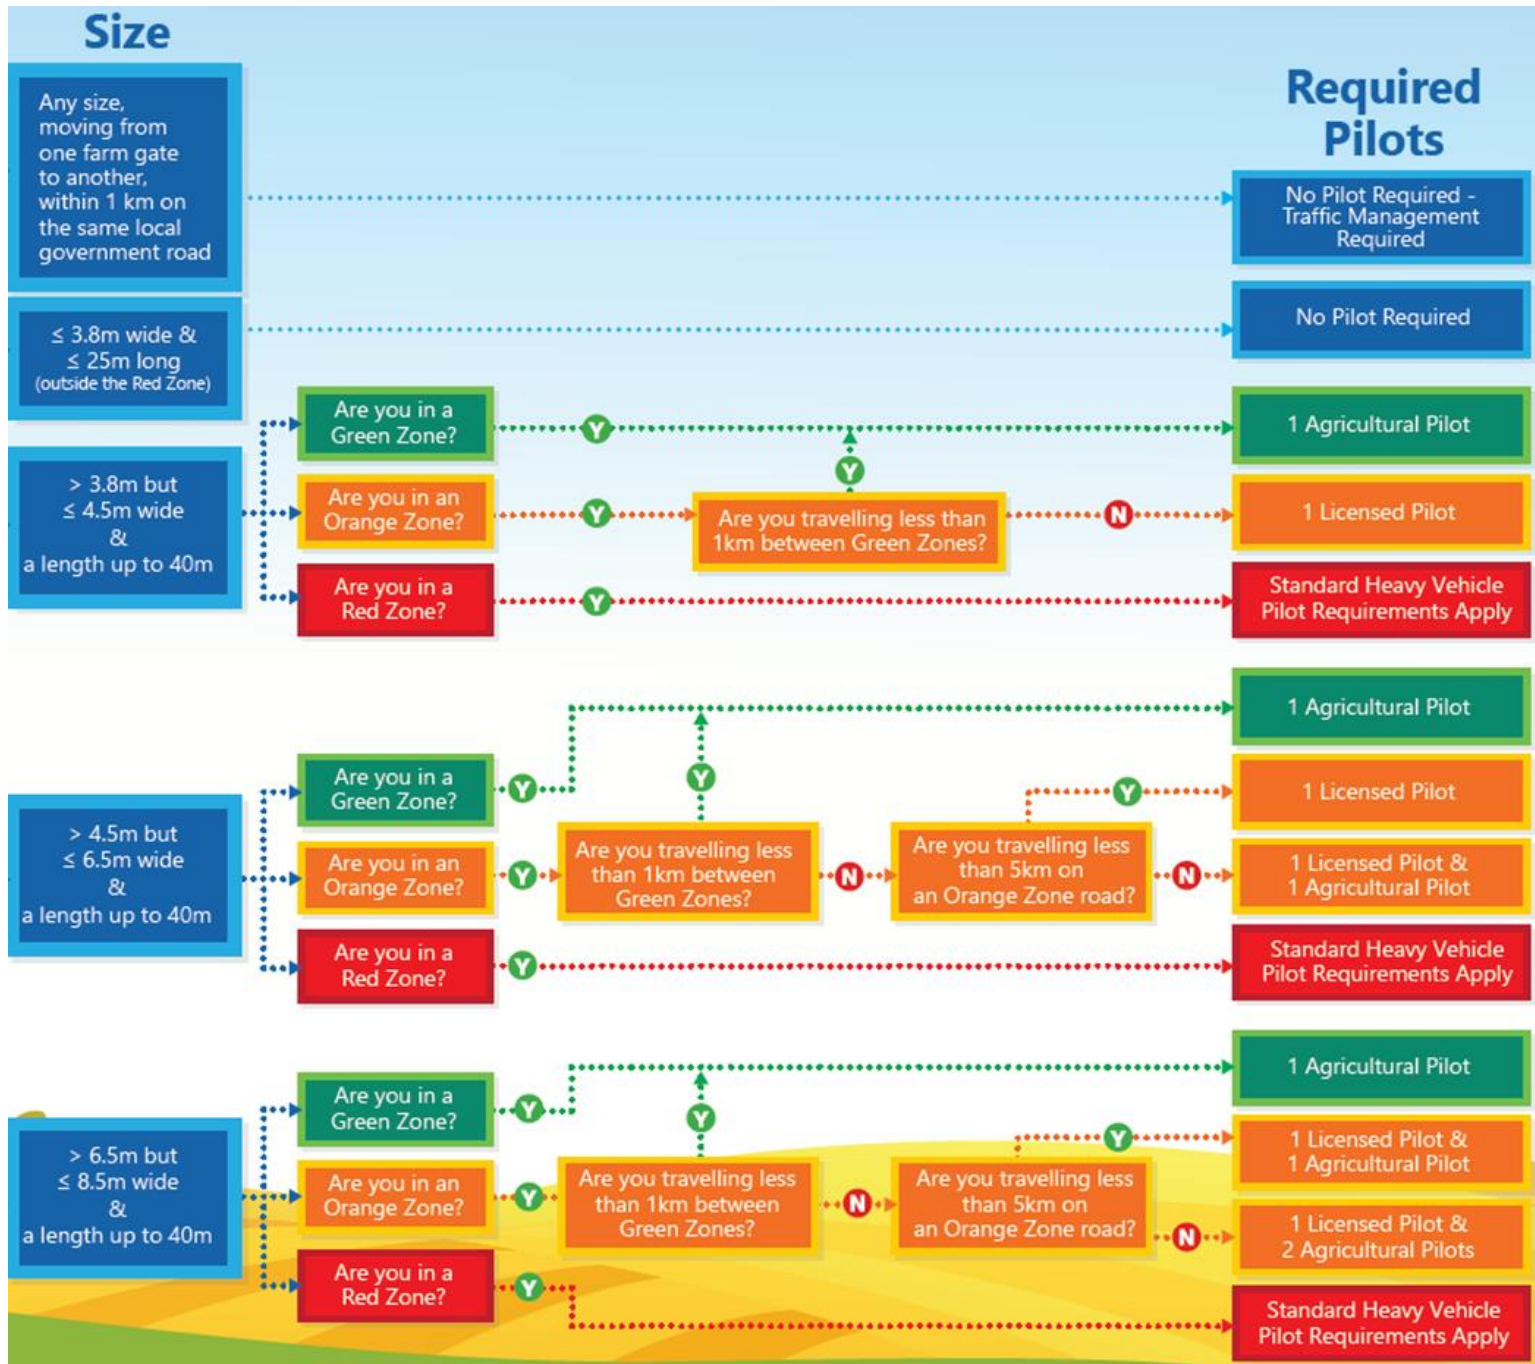 Size
Required
Pilots
Any size,
moving from
one farm gate
to another,
within 1 km on
the same local
government road
No Pilot Required -
Traffic Management
Required
≤ 3.8m wide &
≤ 25m long
(outside the Red Zone)
No Pilot Required
> 3.8m but
≤ 4.5m wide
&
a length up to 40m
Are you in a
Green Zone?
Y
1 Agricultural Pilot
Are you in an
Orange Zone?
Y
Are you travelling less than
1km between Green Zones?
Y
N
1 Licensed Pilot
Are you in a
Red Zone?
Y
Standard Heavy Vehicle
Pilot Requirements Apply
> 4.5m but
≤ 6.5m wide
&
a length up to 40m
Are you in a
Green Zone?
Y
1 Agricultural Pilot
Are you in an
Orange Zone?
Y
Are you travelling less
than 1km between
Green Zones?
Y
N
Are you travelling less
than 5km on
an Orange Zone road?
Y
1 Licensed Pilot
N
1 Licensed Pilot &
1 Agricultural Pilot
Are you in a
Red Zone?
Y
Standard Heavy Vehicle
Pilot Requirements Apply
> 6.5m but
≤ 8.5m wide
&
a length up to 40m
Are you in a
Green Zone?
Y
1 Agricultural Pilot
Are you in an
Orange Zone?
Y
Are you travelling less
than 1km between
Green Zones?
Y
N
Are you travelling less
than 5km on
an Orange Zone road?
Y
1 Licensed Pilot &
1 Agricultural Pilot
N
1 Licensed Pilot &
2 Agricultural Pilots
Are you in a
Red Zone?
Y
Standard Heavy Vehicle
Pilot Requirements Apply